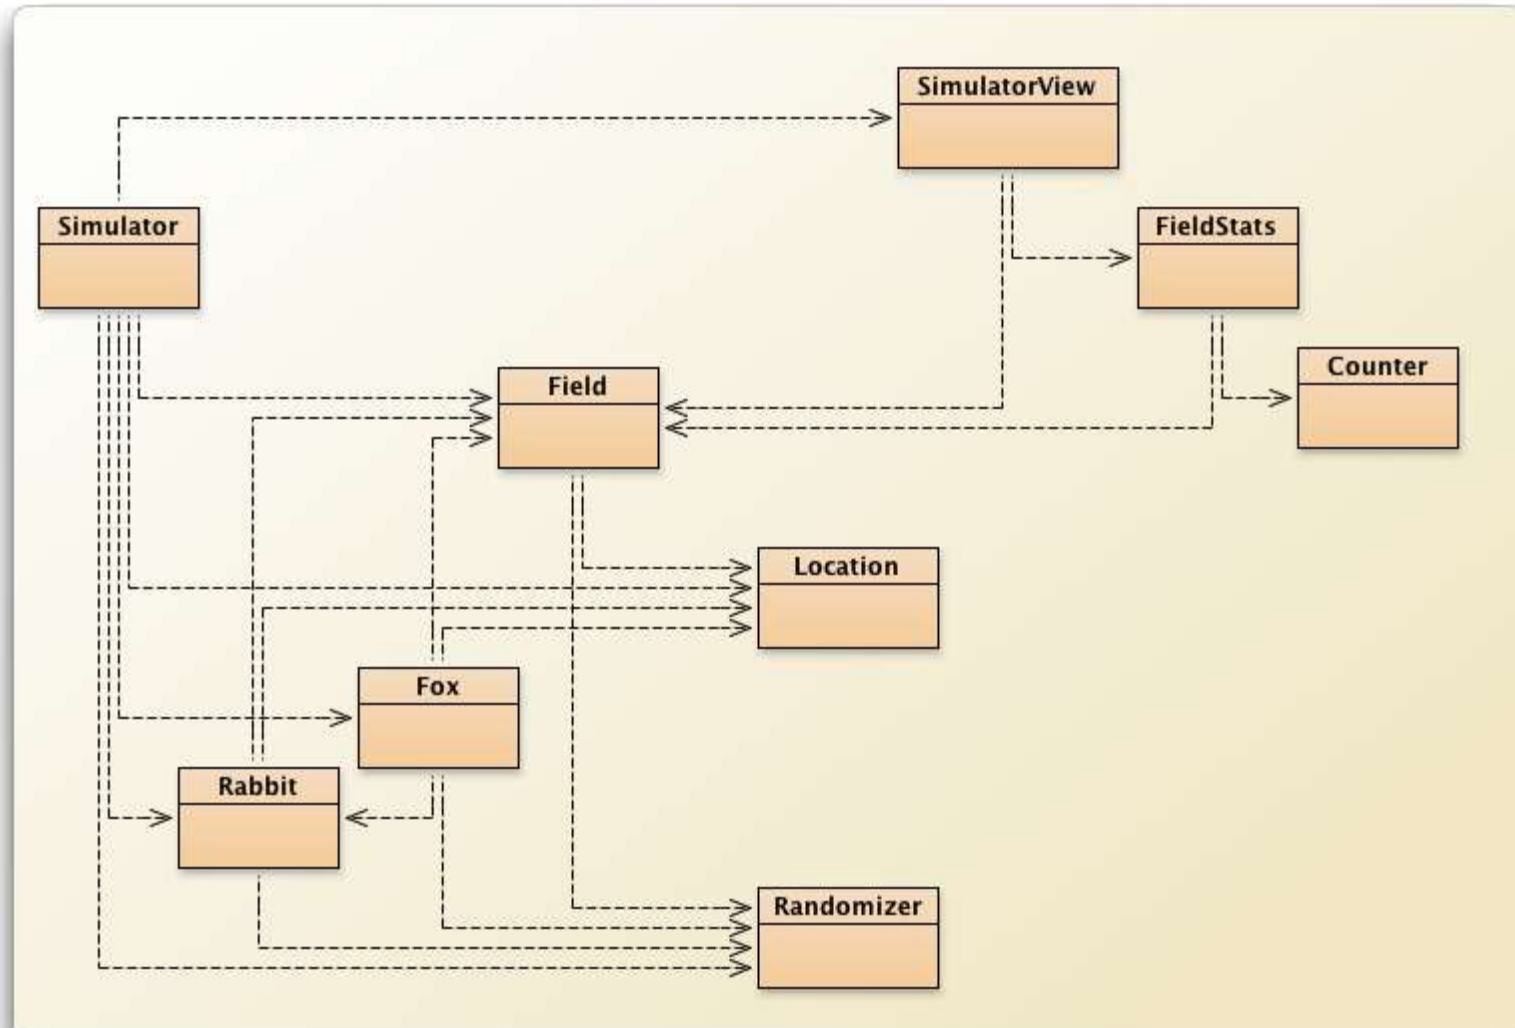 SimulatorView
Simulator
FieldStats
Counter
Field
Location
Fox
Rabbit
Randomizer